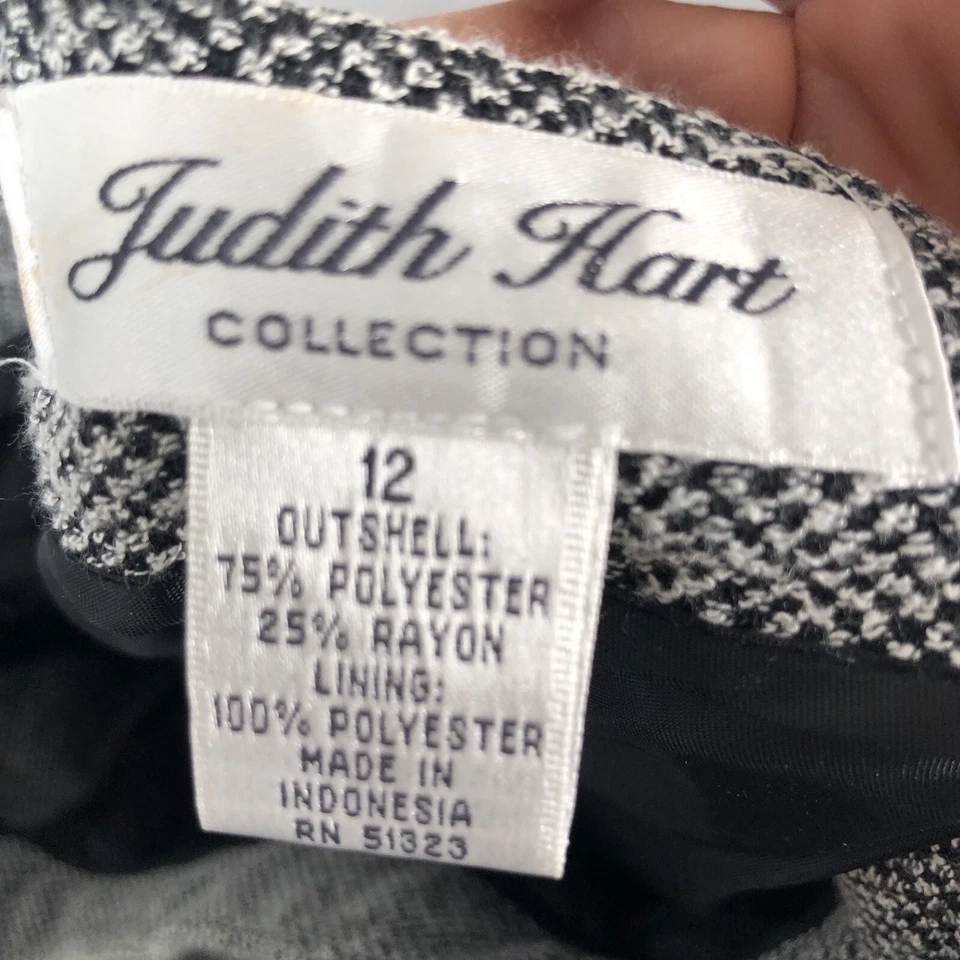 Judith Hart
COLLECTION
12
OUTSHELL:
75% POLYESTER
25% RAYON
LINING:
100% POLYESTER
MADE IN
INDONESIA
RN 51323